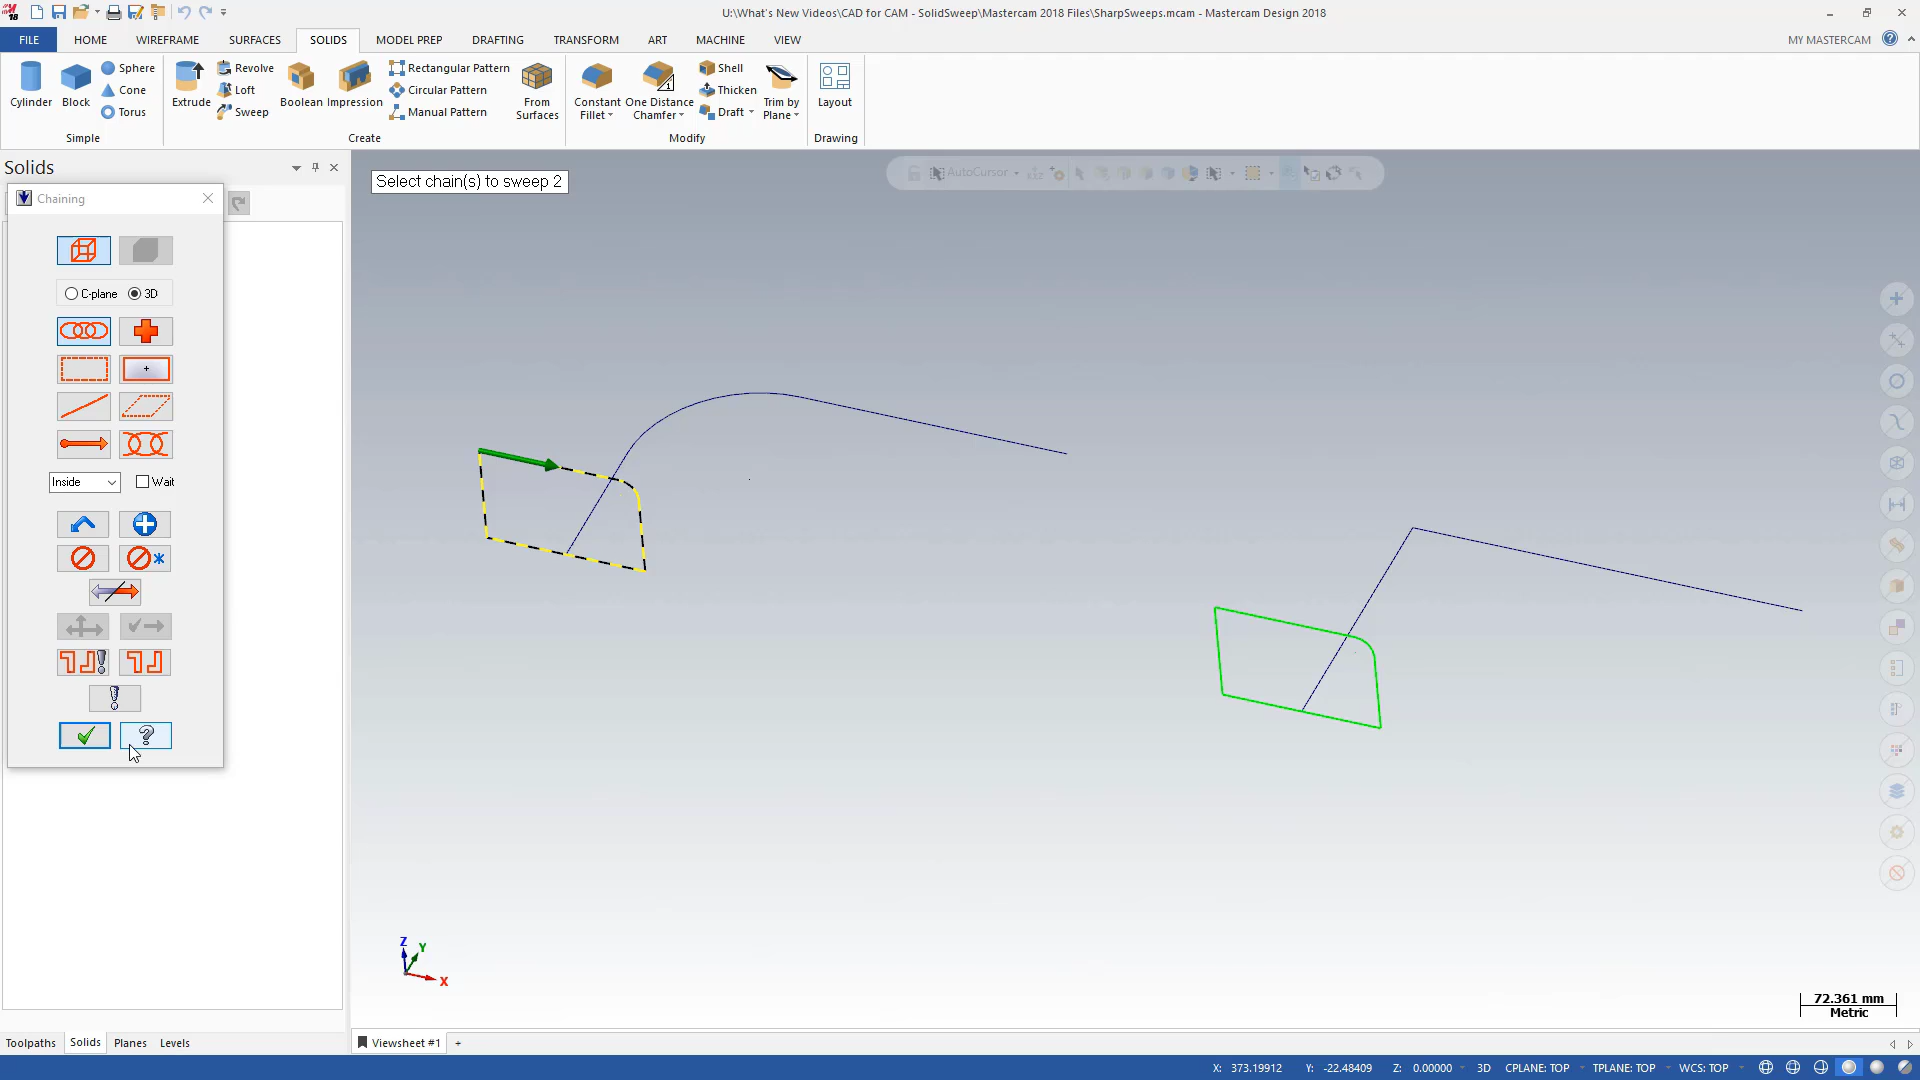 18
U:\What's New Videos\CAD for CAM - SolidSweep\Mastercam 2018 Files\SharpSweeps.mcam - Mastercam Design 2018
FILE HOME WIREFRAME SURFACES SOLIDS MODEL PREP DRAFTING TRANSFORM ART MACHINE VIEW MY MASTERCAM
Cylinder Block Sphere Cone Torus
Simple
Extrude Revolve Loft Sweep Boolean Impression Rectangular Pattern Circular Pattern Manual Pattern From Surfaces
Create
Constant Fillet One Distance Chamfer Shell Thicken Draft Trim by Plane
Modify
Layout
Drawing
Solids
Chaining
C-plane 3D
Inside Wait
Select chain(s) to sweep 2
AutoCursor
Z
Y
X
72.361 mm
Metric
Toolpaths Solids Planes Levels
Viewsheet #1 +
X: 373.19912 Y: -22.48409 Z: 0.00000 3D CPLANE: TOP TPLANE: TOP WCS: TOP